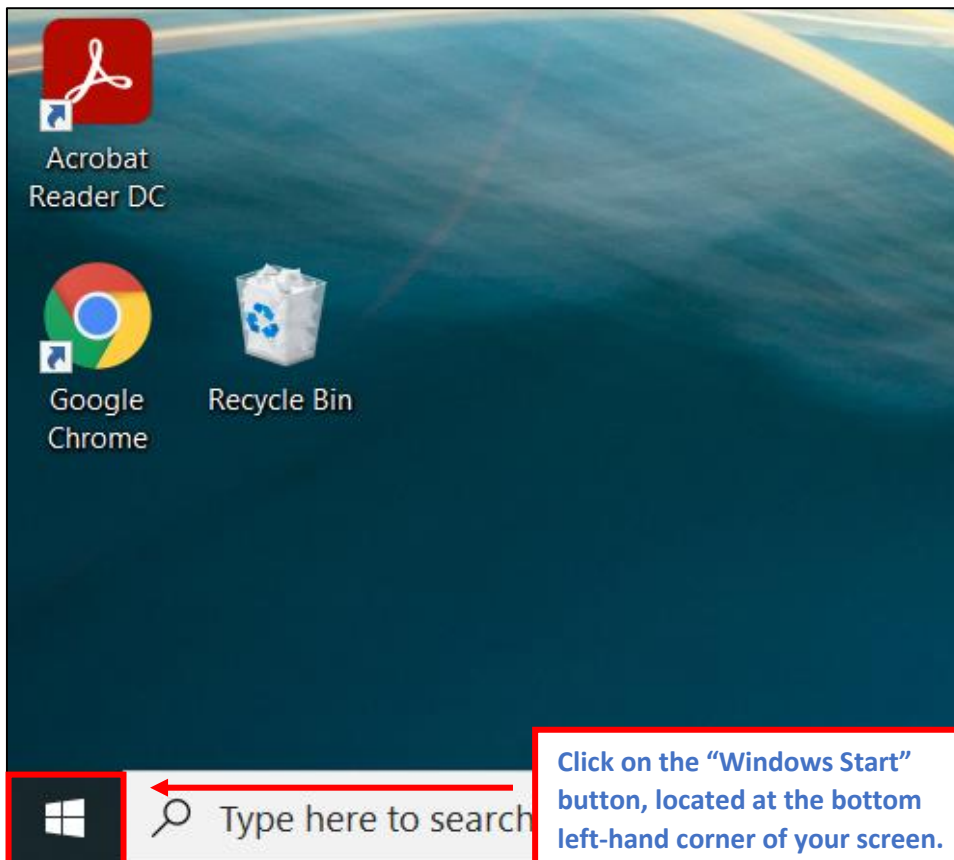 Acrobat
Reader DC
Google
Chrome
Recycle Bin
Type here to search
Click on the “Windows Start”
button, located at the bottom
left-hand corner of your screen.